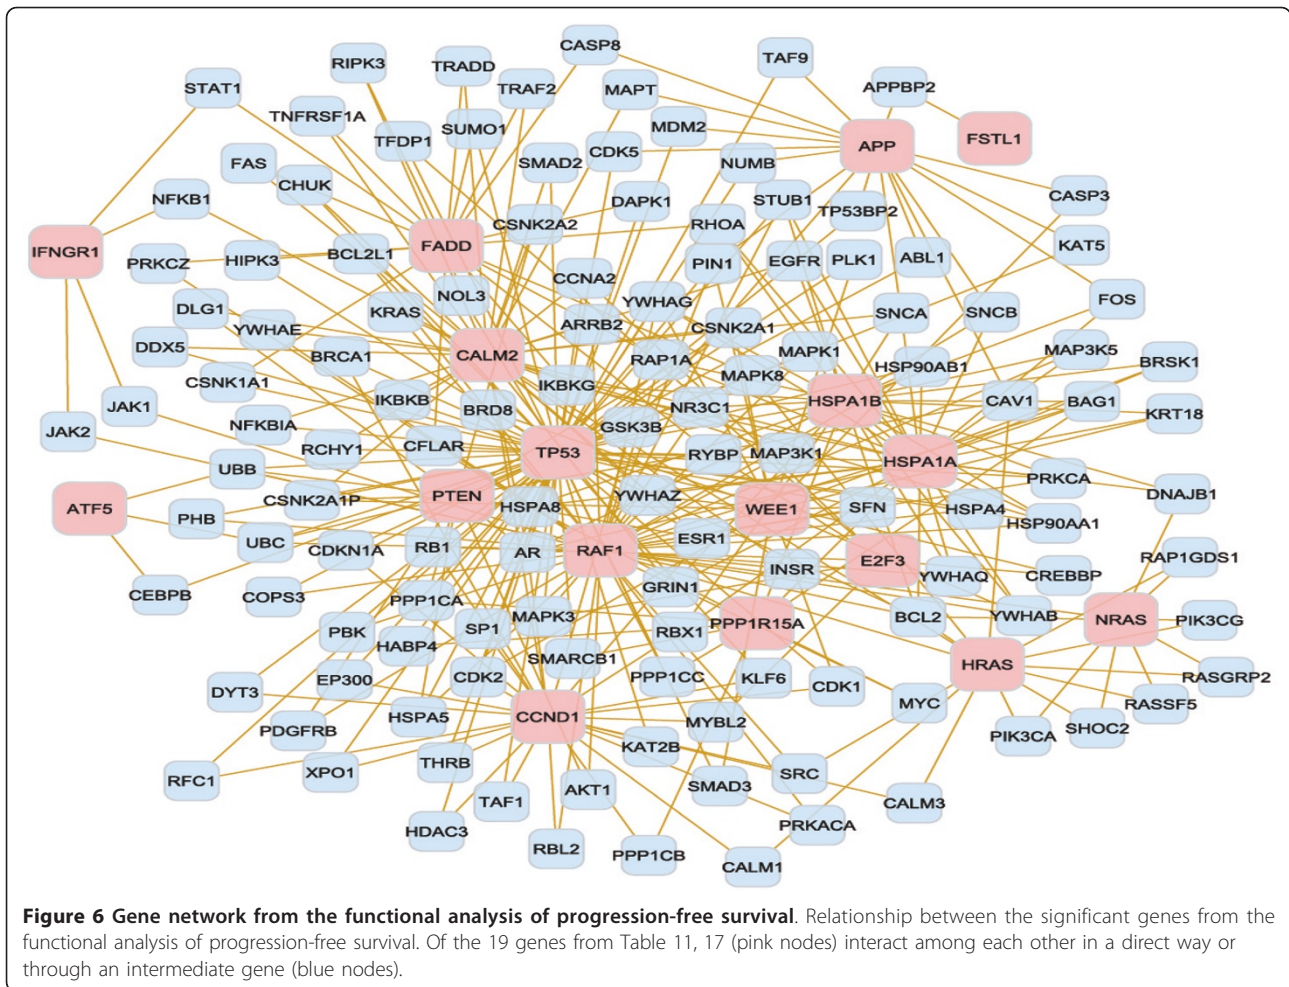 CASP8
TAF9
RIPK3
TRADD
STAT1
TRAF2
MAPT
APPBP2
TNFRSF1A
TFDP1
SUMO1
MDM2
CDK5
APP
FSTL1
FAS
CHUK
SMAD2
NUMB
NFKB1
DAPK1
STUB1
TP53BP2
CASP3
IFNGR1
PRKCZ
HIPK3
BCL2L1
FADD
CSNK2A2
RHOA
KAT5
PIN1
EGFR
PLK1
ABL1
CCNA2
NOL3
DLG1
KRAS
YWHAG
FOS
YWHAE
ARRB2
CSNK2A1
SNCA
SNCB
DDX5
BRCA1
CALM2
RAP1A
MAPK1
HSP90AB1
MAP3K5
BRSK1
CSNK1A1
IKBKG
MAPK8
JAK1
IKBKB
BRD8
NR3C1
HSPA1B
CAV1
BAG1
KRT18
JAK2
NFKBIA
GSK3B
RCHY1
CFLAR
TP53
RYBP
MAP3K1
HSPA1A
UBB
PRKCA
ATF5
CSNK2A1P
PTEN
HSPA8
YWHAZ
WEE1
SFN
HSPA4
DNAJB1
PHB
HSP90AA1
UBC
CDKN1A
RB1
AR
RAF1
ESR1
E2F3
RAP1GDS1
INSR
YWHAQ
CREBBP
CEBPB
COPS3
PPP1CA
GRIN1
MAPK3
BCL2
YWHAB
NRAS
PIK3CG
PBK
HABP4
SP1
RBX1
PPP1R15A
SMARCB1
HRAS
DYT3
EP300
CDK2
PPP1CC
KLF6
CDK1
RASGRP2
MYC
RASSF5
PDGFRB
HSPA5
CCND1
MYBL2
PIK3CA
SHOC2
KAT2B
RFC1
XPO1
THRB
SRC
AKT1
SMAD3
TAF1
CALM3
HDAC3
PRKACA
RBL2
PPP1CB
CALM1
Figure 6 Gene network from the functional analysis of progression-free survival. Relationship between the significant genes from the
functional analysis of progression-free survival. Of the 19 genes from Table 11, 17 (pink nodes) interact among each other in a direct way or
through an intermediate gene (blue nodes).